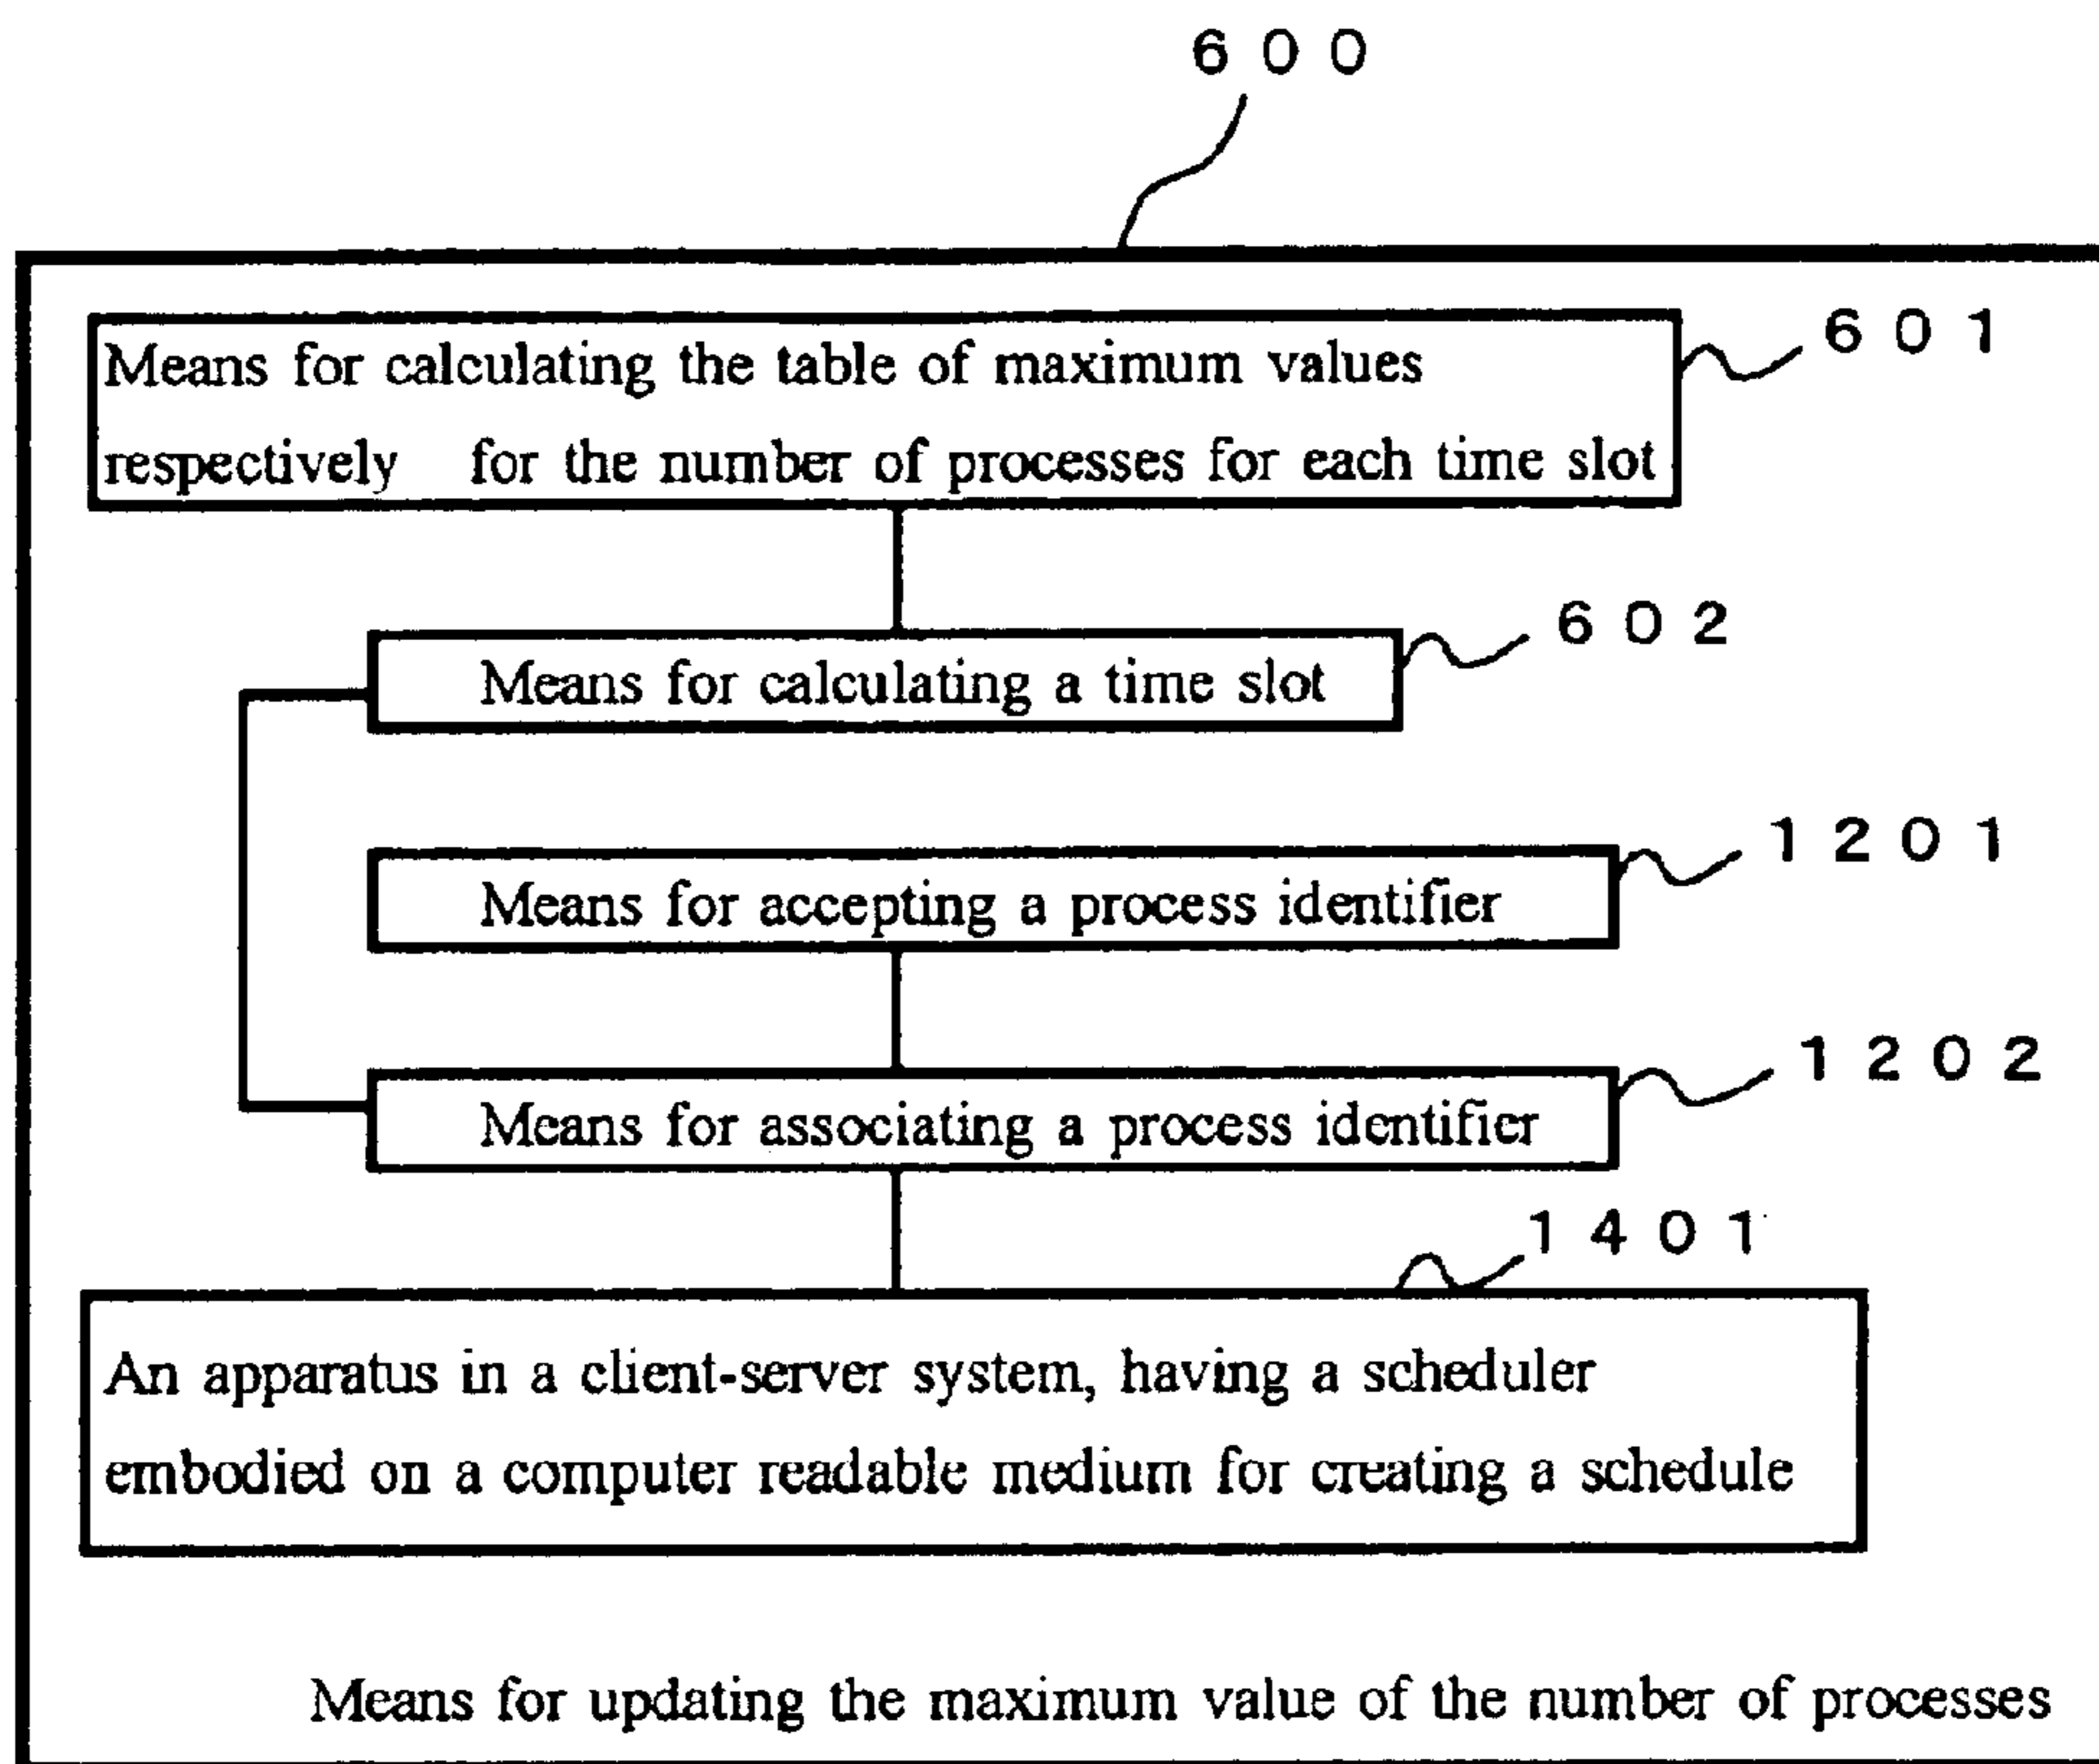 600
Means for calculating the table of maximum values
respectively for the number of processes for each time slot
601
Means for calculating a time slot
602
Means for accepting a process identifier
1201
Means for associating a process identifier
1202
1401
An apparatus in a client-server system, having a scheduler
embodied on a computer readable medium for creating a schedule
Means for updating the maximum value of the number of processes